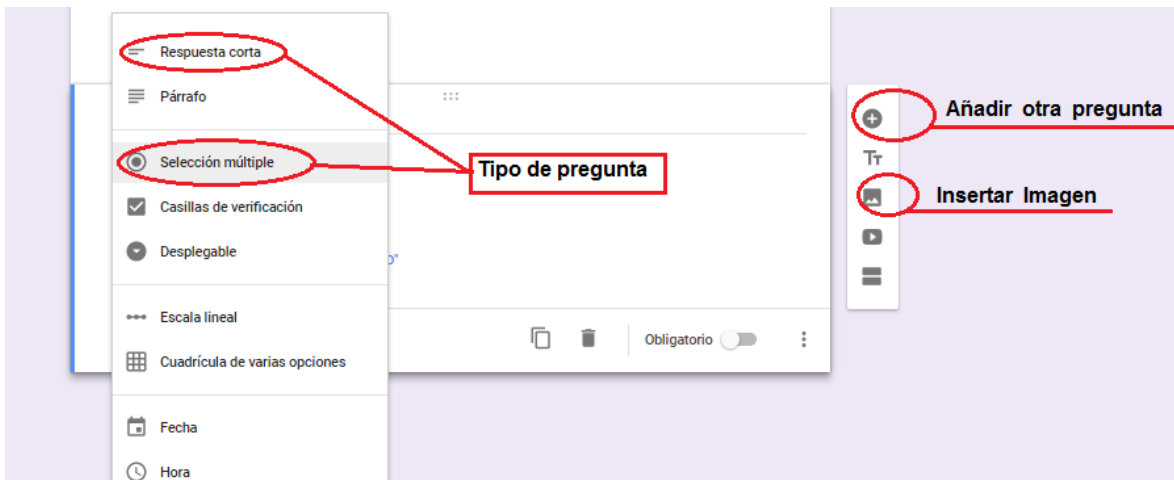 Respuesta corta
Párrafo
Selección múltiple
Casillas de verificación
Desplegable
Escala lineal
Cuadrícula de varias opciones
Fecha
Hora
Tipo de pregunta
Obligatorio
Añadir otra pregunta
Tт
Insertar Imagen